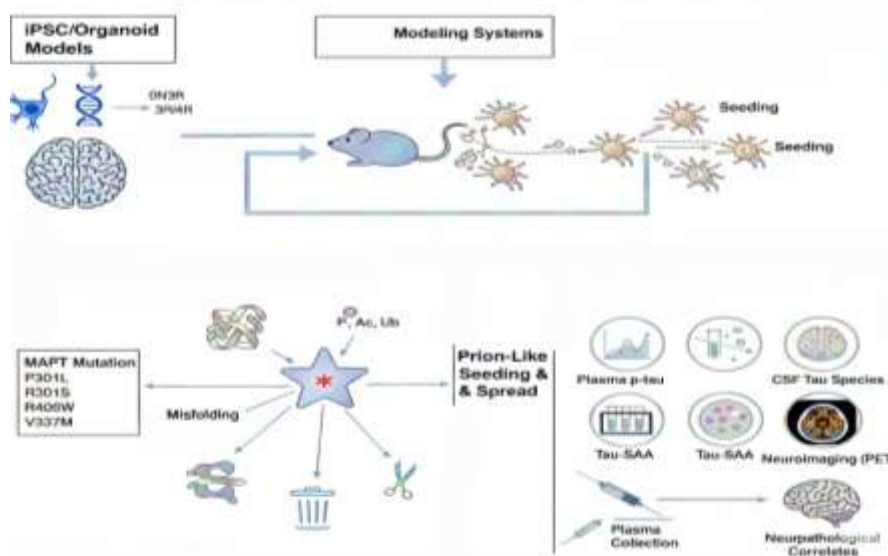 iPSC/Organoid
Models
Modeling Systems
0N3R
3R/4R
Seeding
Seeding
P, Ac, Ub
MAPT Mutation
P301L
R301S
R406W
V337M
Misfolding
Prion-Like
Seeding &
& Spread
Plasma p-tau
CSF Tau Species
Tau-SAA
Tau-SAA
Neuroimaging (PET
Plasma
Collection
Neurpathological
Correlates